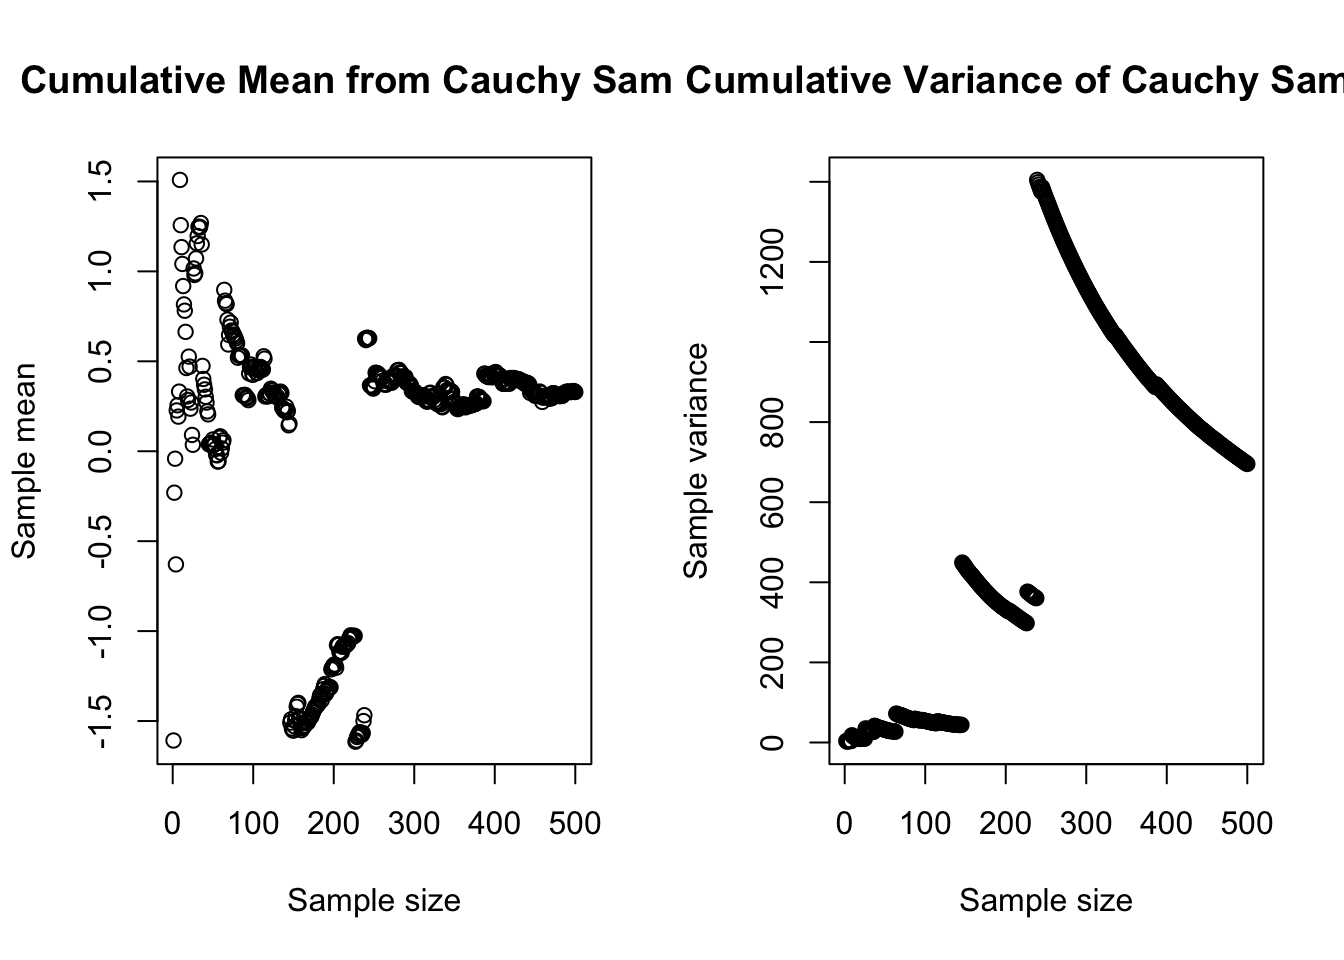 Cumulative Mean from Cauchy Sam
Sample mean
1.5
1.0
0.5
0.0
-0.5
-1.0
-1.5
0 100 200 300 400 500
Sample size
Cumulative Variance of Cauchy Sam
Sample variance
1200
800
600
400
200
0
0 100 200 300 400 500
Sample size